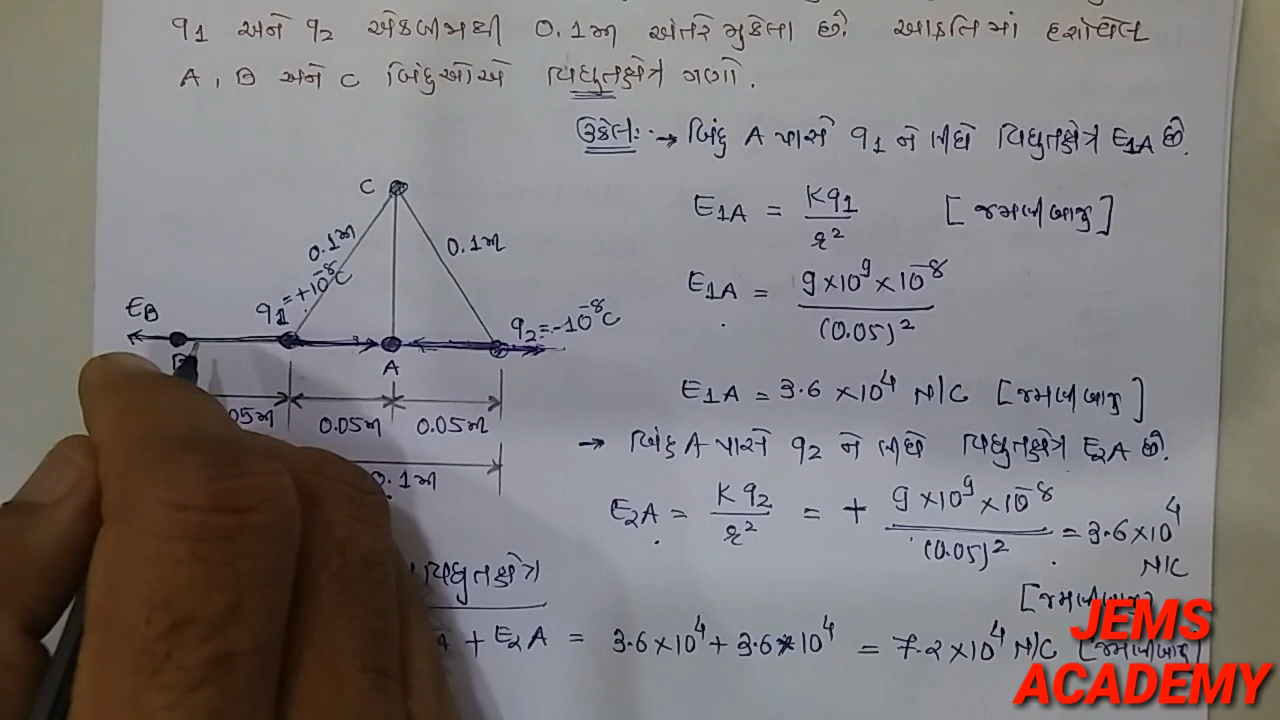 q1 અને q2 એકબીજાથી 0.1m અંતરે મુકેલા છે. આકૃતિમાં દર્શાવેલ
A, B અને C બિંદુઓએ વિદ્યુતક્ષેત્ર ગણો.
ઉકેલ:→ બિંદુ A પાસે q1 ને લીધે વિદ્યુતક્ષેત્ર E1A છે.
E1A = Kq1 / r² [જમણીબાજુ]
E1A = 9×10⁹×10⁻⁸ / (0.05)²
E1A = 3.6 ×10⁴ N/C [જમણીબાજુ]
→ બિંદુ A પાસે q2 ને લીધે વિદ્યુતક્ષેત્ર E2A છે.
E2A = Kq2 / r² = + 9×10⁹×10⁻⁸ / (0.05)² = 3.6×10⁴ N/C
[જમણીબાજુ]
વિદ્યુતક્ષેત્ર
A + E2A = 3.6×10⁴ + 3.6×10⁴ = 7.2×10⁴ N/C [જમણીબાજુ]
C
0.1m
0.1m
EB
q1=+10⁻⁸C
q2=-10⁻⁸C
A
05m
0.05m
0.05m
0.1m
JEMS
ACADEMY